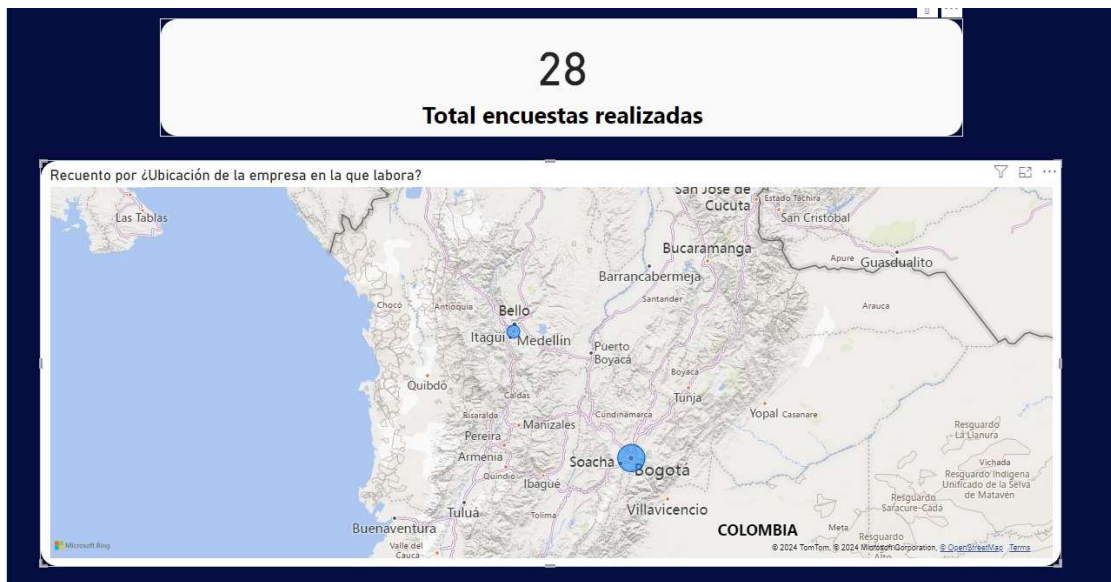 28
Total encuestas realizadas
Recuento por ¿Ubicación de la empresa en la que labora?
San José de
Cucuta
Estado Táchira
San Cristobal
Las Tablas
Bucaramanga
Apure
Guasdualito
Barrancabermeja
Santander
Chocó
Antioquia
Arauca
Bello
Itagüí
Medellín
Puerto
Boyacá
Boyacá
Quibdó
Caldas
Tunja
Risaralda
Cundinamarca
Yopal
Casanare
Manizales
Pereira
Resguardo
La Llanura
Armenia
Soacha
Bogotá
Vichada
Quindío
Ibagué
Resguardo Indigena
Unificado de la Selva
de Matavén
Resguardo
Saracure-Cadá
Tuluá
Tolima
Villavicencio
Buenaventura
COLOMBIA
Meta
Resguardo
Valle del
Cauca
Microsoft Bing
© 2024 TomTom, © 2024 Microsoft Corporation, © OpenStreetMap Terms